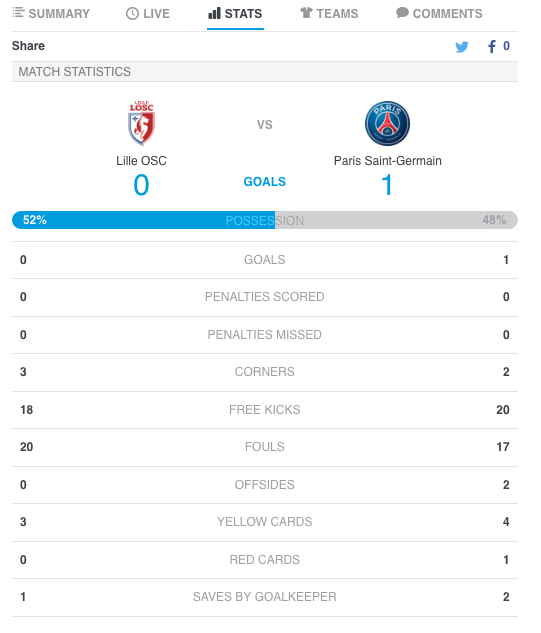 SUMMARY LIVE STATS TEAMS COMMENTS
Share 0
MATCH STATISTICS
LILLE
LOSC
PARIS
VS
Lille OSC Paris Saint-Germain
0 GOALS 1
52% POSSESSION 48%
0 GOALS 1
0 PENALTIES SCORED 0
0 PENALTIES MISSED 0
3 CORNERS 2
18 FREE KICKS 20
20 FOULS 17
0 OFFSIDES 2
3 YELLOW CARDS 4
0 RED CARDS 1
1 SAVES BY GOALKEEPER 2